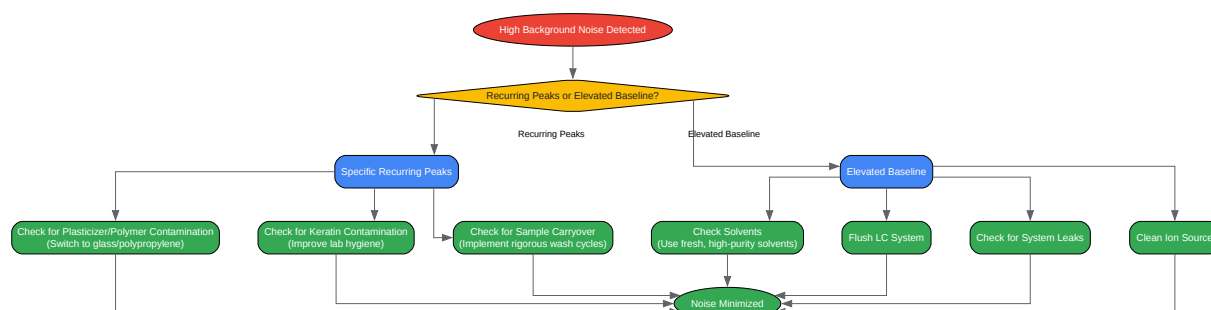 High Background Noise Detected
Recurring Peaks or Elevated Baseline?
Recurring Peaks
Elevated Baseline
Specific Recurring Peaks
Elevated Baseline
Check for Plasticizer/Polymer Contamination
(Switch to glass/polypropylene)
Check for Keratin Contamination
(Improve lab hygiene)
Check for Sample Carryover
(Implement rigorous wash cycles)
Check Solvents
(Use fresh, high-purity solvents)
Flush LC System
Check for System Leaks
Clean Ion Source
Noise Minimized